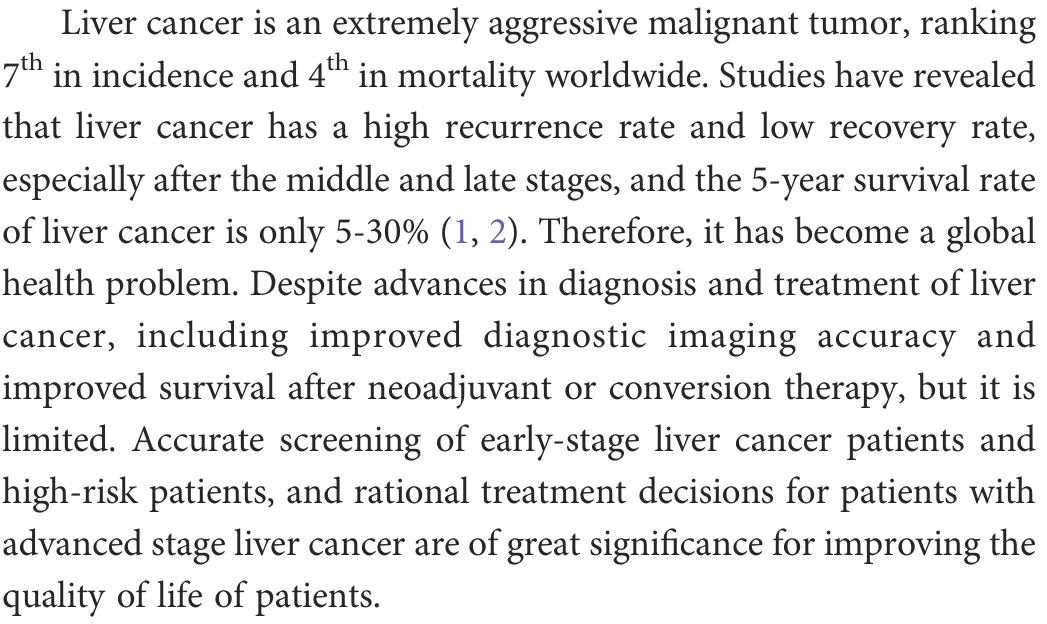 Liver cancer is an extremely aggressive malignant tumor, ranking
7th in incidence and 4th in mortality worldwide. Studies have revealed
that liver cancer has a high recurrence rate and low recovery rate,
especially after the middle and late stages, and the 5-year survival rate
of liver cancer is only 5-30% (1, 2). Therefore, it has become a global
health problem. Despite advances in diagnosis and treatment of liver
cancer, including improved diagnostic imaging accuracy and
improved survival after neoadjuvant or conversion therapy, but it is
limited. Accurate screening of early-stage liver cancer patients and
high-risk patients, and rational treatment decisions for patients with
advanced stage liver cancer are of great significance for improving the
quality of life of patients.